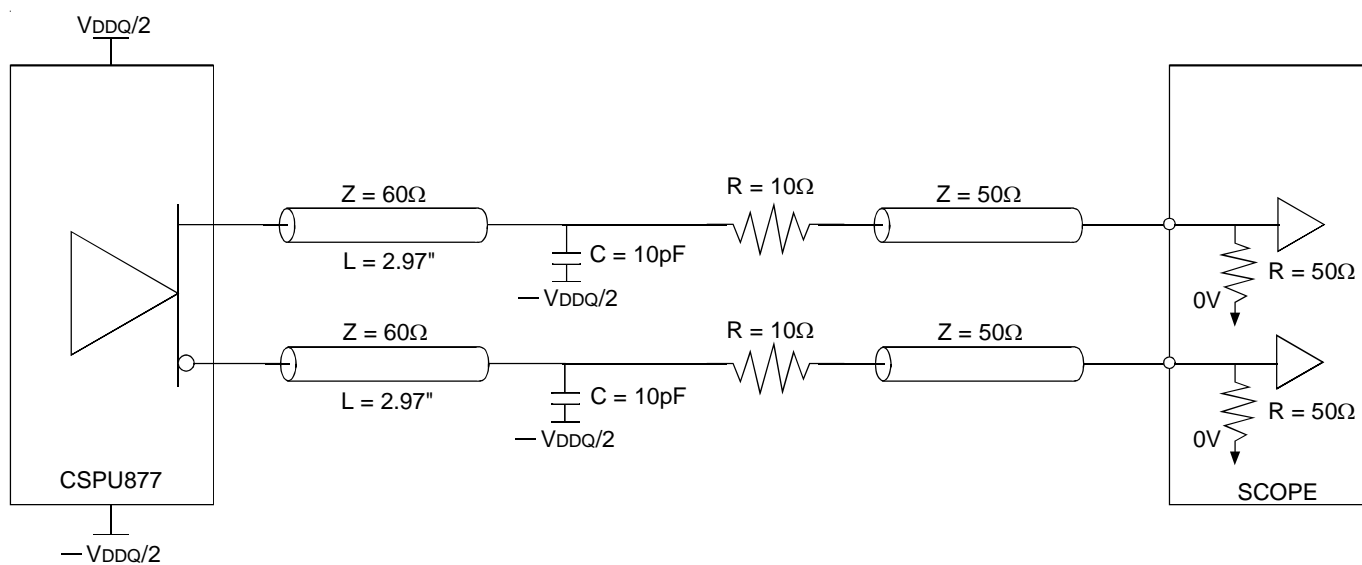 VDDQ/2
Z = 60Ω
R = 10Ω
Z = 50Ω
L = 2.97"
C = 10pF
– VDDQ/2
R = 50Ω
0V
Z = 60Ω
R = 10Ω
Z = 50Ω
L = 2.97"
C = 10pF
– VDDQ/2
R = 50Ω
0V
CSPU877
SCOPE
– VDDQ/2